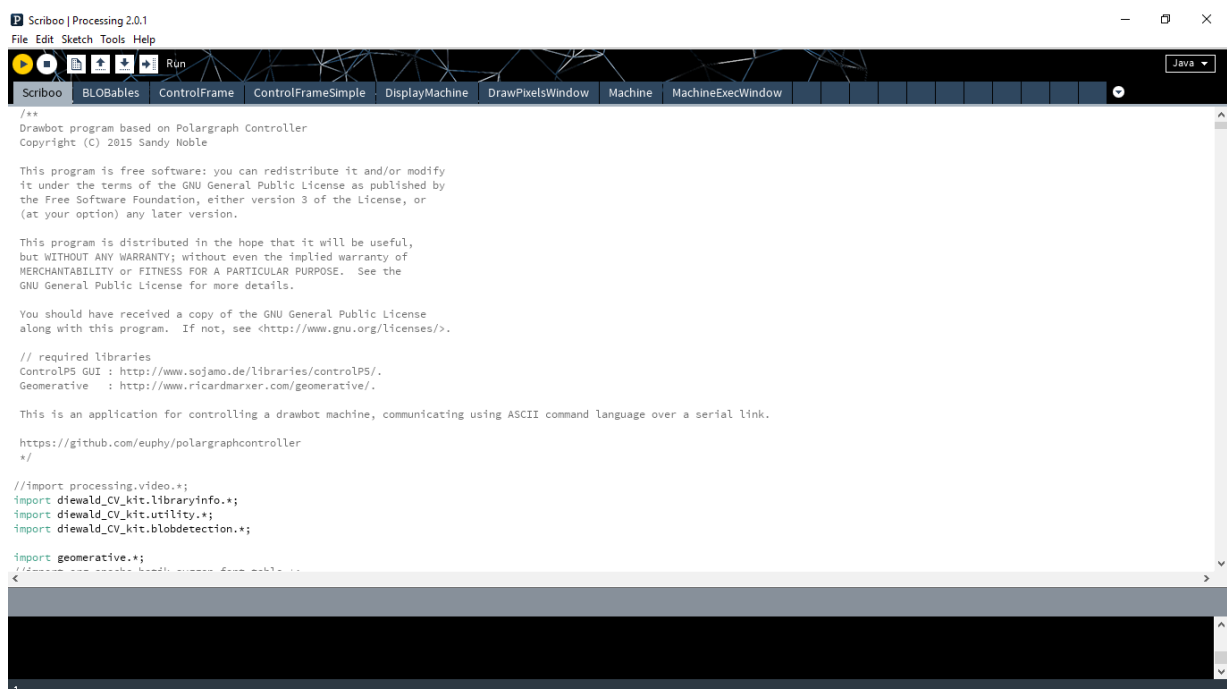 Scriboo | Processing 2.0.1
File Edit Sketch Tools Help
Run
Java
Scriboo BLOBables ControlFrame ControlFrameSimple DisplayMachine DrawPixelsWindow Machine MachineExecWindow
/**
Drawbot program based on Polargraph Controller
Copyright (C) 2015 Sandy Noble
This program is free software: you can redistribute it and/or modify
it under the terms of the GNU General Public License as published by
the Free Software Foundation, either version 3 of the License, or
(at your option) any later version.
This program is distributed in the hope that it will be useful,
but WITHOUT ANY WARRANTY; without even the implied warranty of
MERCHANTABILITY or FITNESS FOR A PARTICULAR PURPOSE.  See the
GNU General Public License for more details.
You should have received a copy of the GNU General Public License
along with this program.  If not, see <http://www.gnu.org/licenses/>.
// required libraries
ControlP5 GUI : http://www.sojamo.de/libraries/controlP5/.
Geomerative   : http://www.ricardmarxer.com/geomerative/.
This is an application for controlling a drawbot machine, communicating using ASCII command language over a serial link.
https://github.com/euphy/polargraphcontroller
*/
//import processing.video.*;
import diewald_CV_kit.libraryinfo.*;
import diewald_CV_kit.utility.*;
import diewald_CV_kit.blobdetection.*;
import geomerative.*;